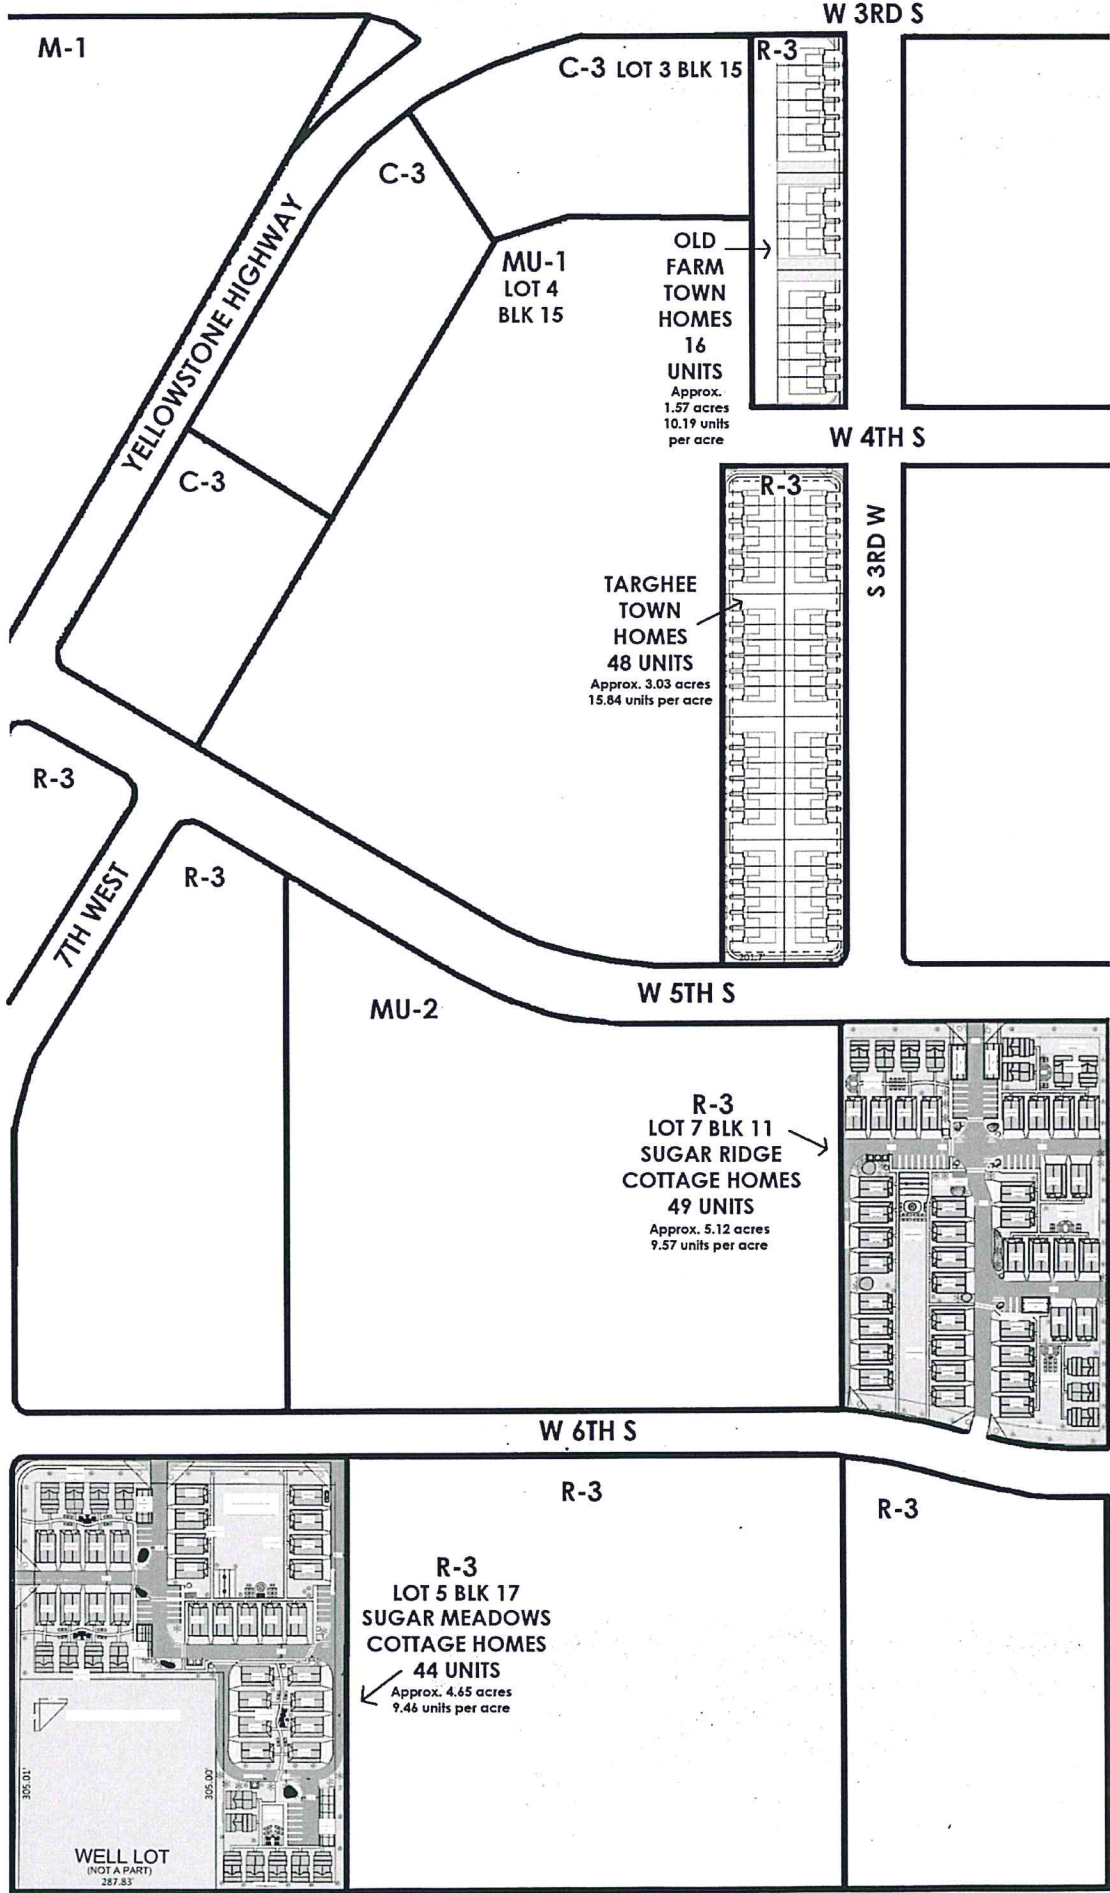 W 3RD S
M-1
C-3 LOT 3 BLK 15
R-3
C-3
YELLOWSTONE HIGHWAY
MU-1
LOT 4
BLK 15
OLD
FARM
TOWN
HOMES
16
UNITS
Approx.
1.57 acres
10.19 units
per acre
W 4TH S
C-3
R-3
S 3RD W
TARGHEE
TOWN
HOMES
48 UNITS
Approx. 3.03 acres
15.84 units per acre
R-3
R-3
7TH WEST
W 5TH S
MU-2
R-3
LOT 7 BLK 11
SUGAR RIDGE
COTTAGE HOMES
49 UNITS
Approx. 5.12 acres
9.57 units per acre
W 6TH S
R-3
R-3
R-3
LOT 5 BLK 17
SUGAR MEADOWS
COTTAGE HOMES
44 UNITS
Approx. 4.65 acres
9.46 units per acre
305.01'
305.00'
WELL LOT
(NOT A PART)
287.83'